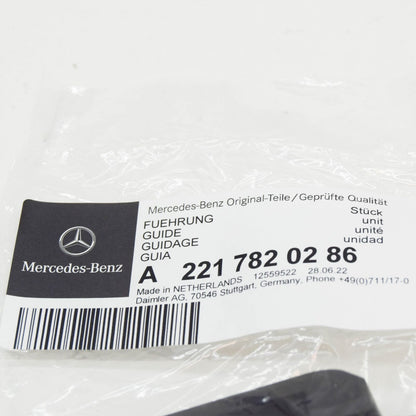 Mercedes-Benz Original-Teile/Geprüfte Qualität
FUEHRUNG Stück
GUIDE unit
GUIDAGE unité
GUIA unidad
Mercedes-Benz
A 221 782 02 86
Made in NETHERLANDS 12559522 28.06.22
Daimler AG, 70546 Stuttgart, Germany, Phone +49(0)711/17-0